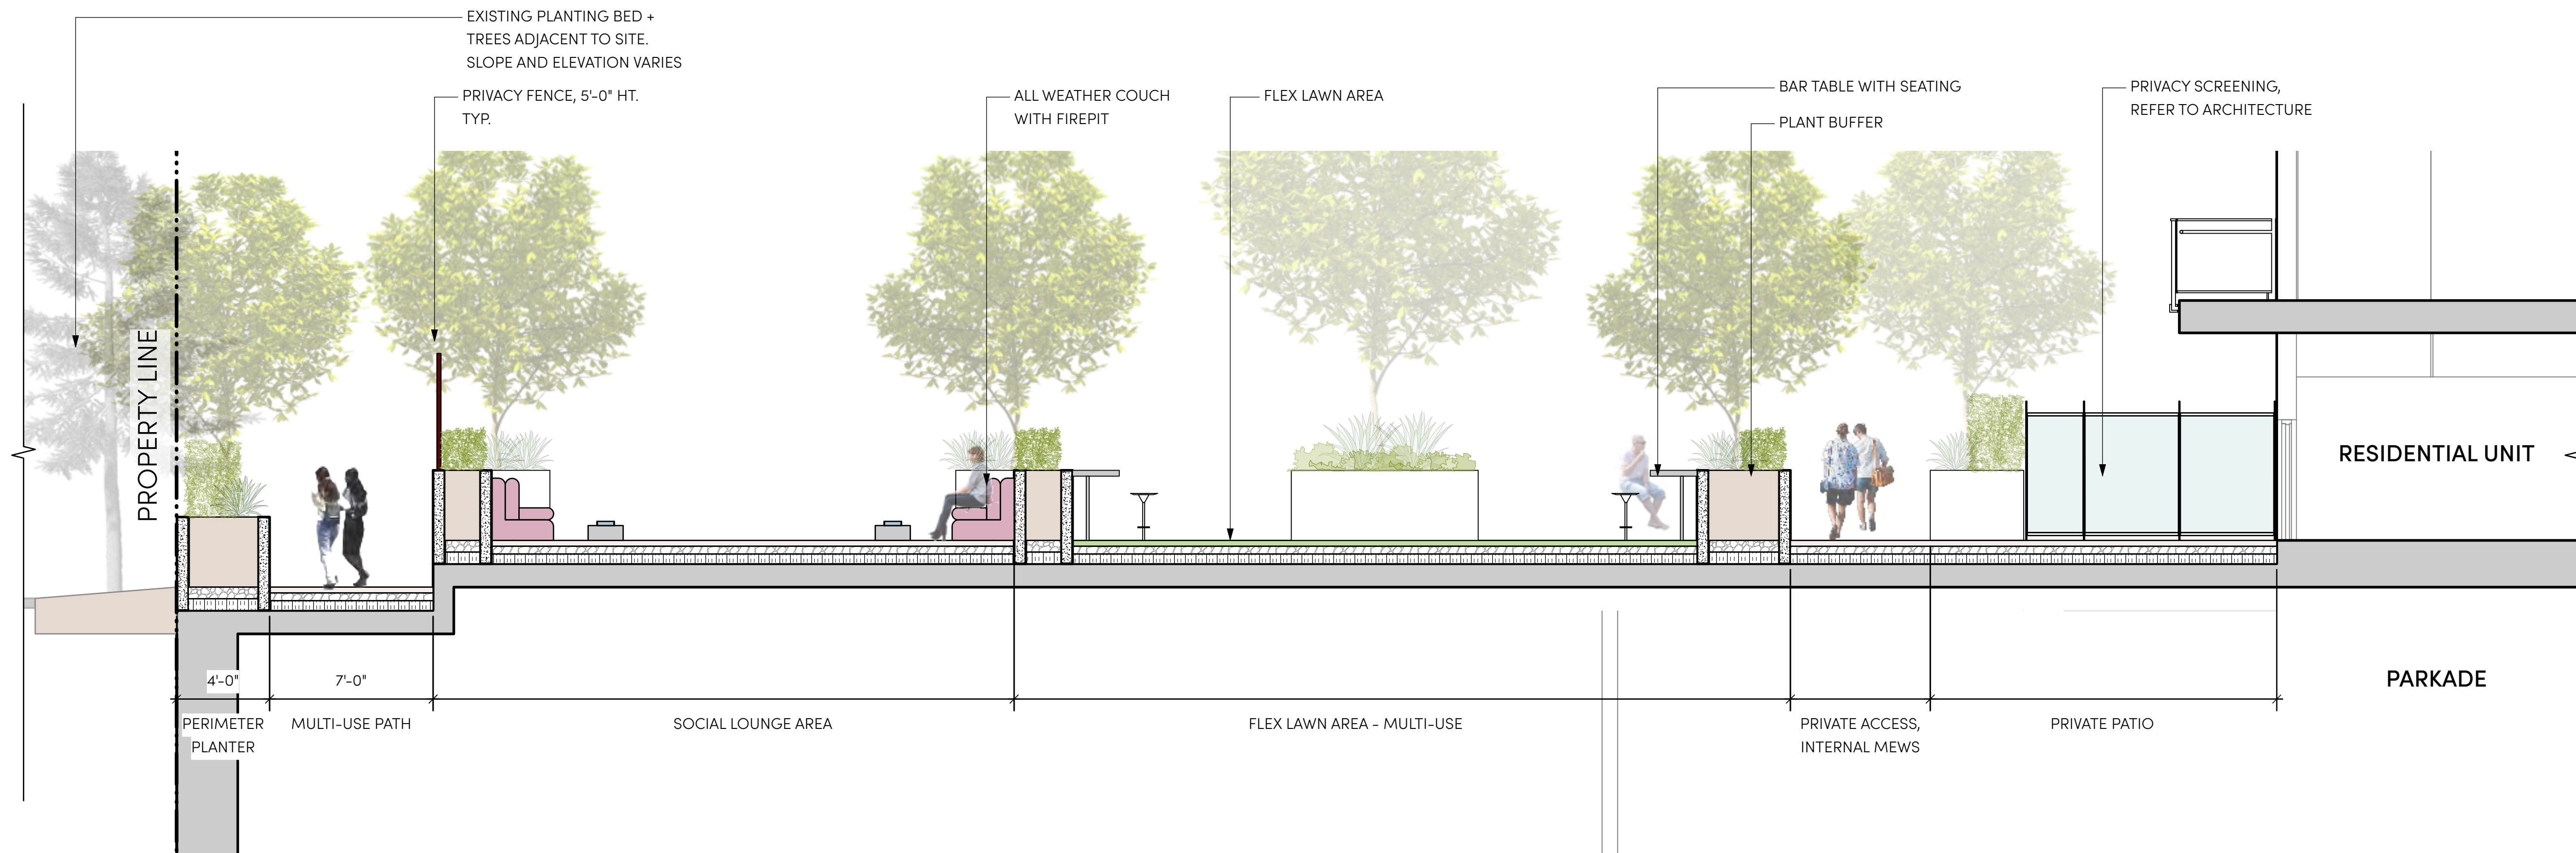 EXISTING PLANTING BED +
TREES ADJACENT TO SITE.
SLOPE AND ELEVATION VARIES
PRIVACY FENCE, 5'-0" HT.
TYP.
ALL WEATHER COUCH
WITH FIREPIT
FLEX LAWN AREA
BAR TABLE WITH SEATING
PLANT BUFFER
PRIVACY SCREENING,
REFER TO ARCHITECTURE
PROPERTY LINE
RESIDENTIAL UNIT
PARKADE
4'-0"
7'-0"
PERIMETER
PLANTER
MULTI-USE PATH
SOCIAL LOUNGE AREA
FLEX LAWN AREA - MULTI-USE
PRIVATE ACCESS,
INTERNAL MEWS
PRIVATE PATIO